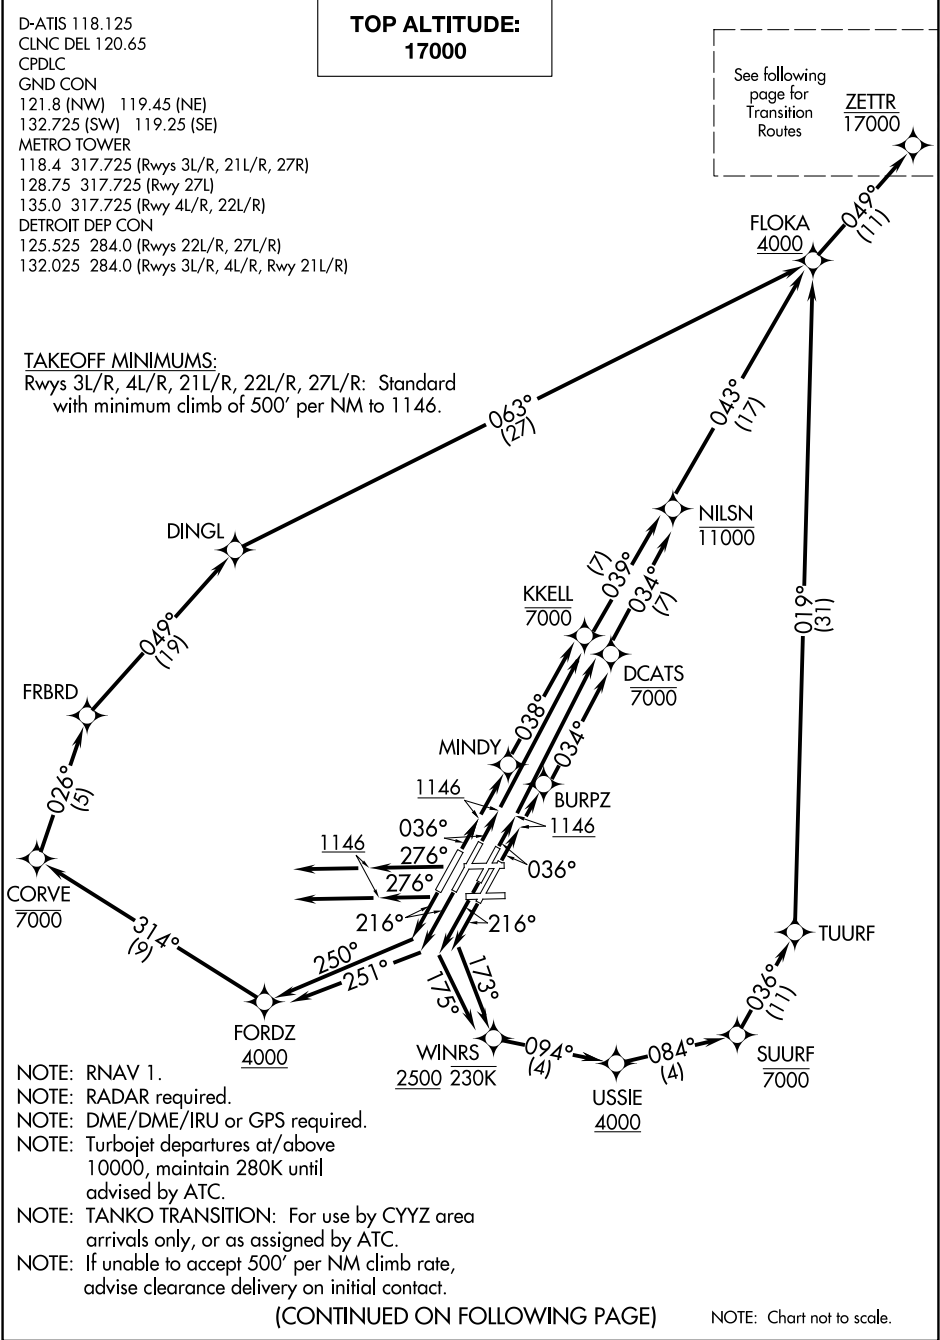 D-ATIS 118.125
CLNC DEL 120.65
CPDLC
GND CON
121.8 (NW) 119.45 (NE)
132.725 (SW) 119.25 (SE)
METRO TOWER
118.4 317.725 (Rwys 3L/R, 21L/R, 27R)
128.75 317.725 (Rwy 27L)
135.0 317.725 (Rwy 4L/R, 22L/R)
DETROIT DEP CON
125.525 284.0 (Rwys 22L/R, 27L/R)
132.025 284.0 (Rwys 3L/R, 4L/R, Rwy 21L/R)
TOP ALTITUDE:
17000
See following
page for
Transition
Routes
ZETTR
17000
049°
(11)
FLOKA
4000
TAKEOFF MINIMUMS:
Rwys 3L/R, 4L/R, 21L/R, 22L/R, 27L/R: Standard
with minimum climb of 500' per NM to 1146.
063°
(27)
043°
(17)
DINGL
NILSN
11000
049°
(19)
(7)
039°
034°
(7)
KKELL
7000
019°
(31)
DCATS
7000
FRBRD
038°
034°
MINDY
026°
(5)
1146
BURPZ
036°
1146
1146
276°
036°
276°
CORVE
7000
216°
216°
314°
(9)
250°
251°
TUURF
175°
173°
036°
(11)
FORDZ
4000
WINRS
2500 230K
094°
(4)
084°
(4)
SUURF
7000
USSIE
4000
NOTE: RNAV 1.
NOTE: RADAR required.
NOTE: DME/DME/IRU or GPS required.
NOTE: Turbojet departures at/above
10000, maintain 280K until
advised by ATC.
NOTE: TANKO TRANSITION: For use by CYYZ area
arrivals only, or as assigned by ATC.
NOTE: If unable to accept 500' per NM climb rate,
advise clearance delivery on initial contact.
(CONTINUED ON FOLLOWING PAGE)
NOTE: Chart not to scale.